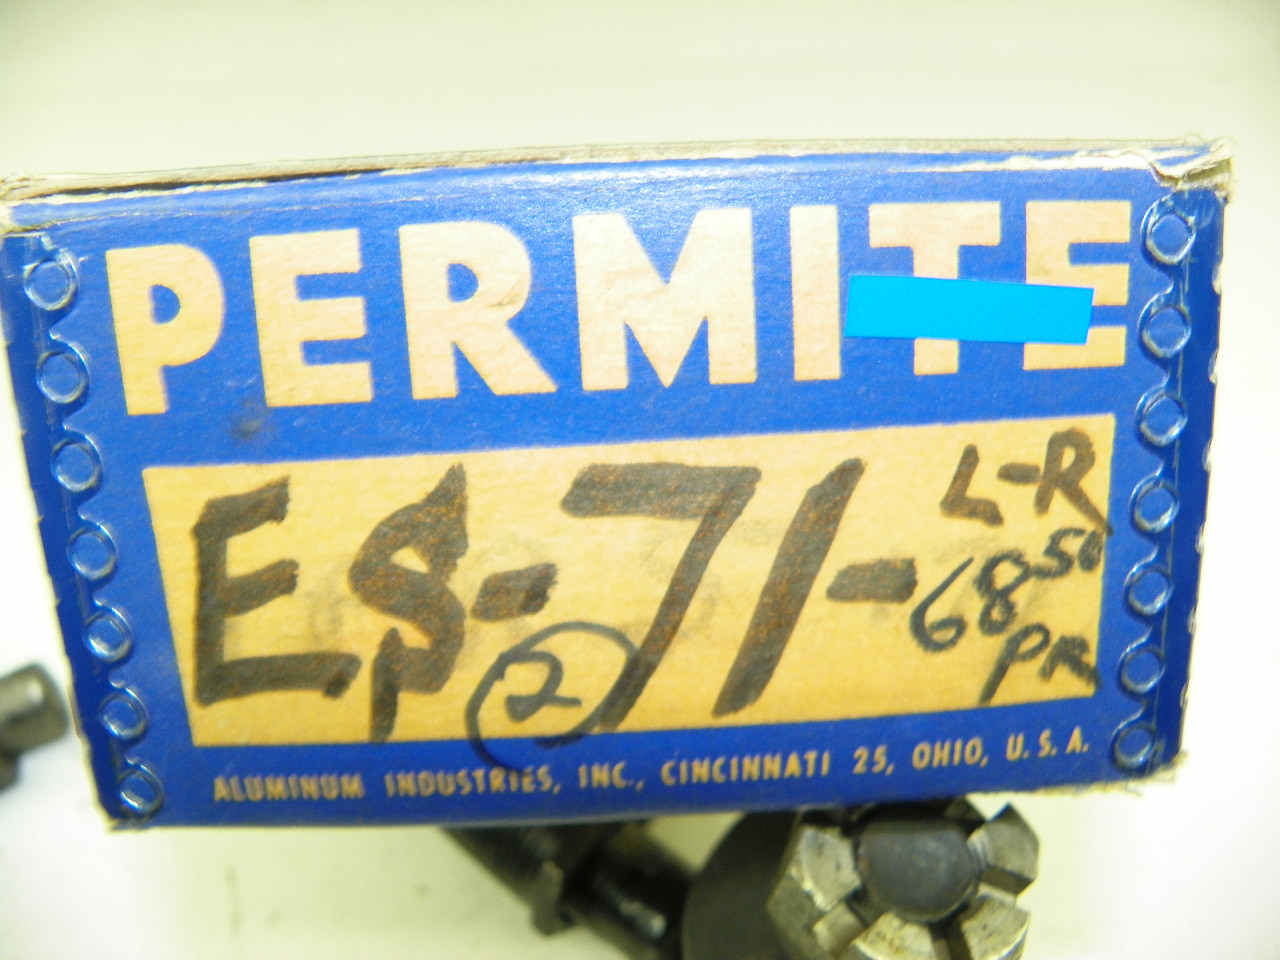 PERMITE
ES-71-
L-R
68 50
PR
2
ALUMINUM INDUSTRIES, INC., CINCINNATI 25, OHIO, U.S.A.